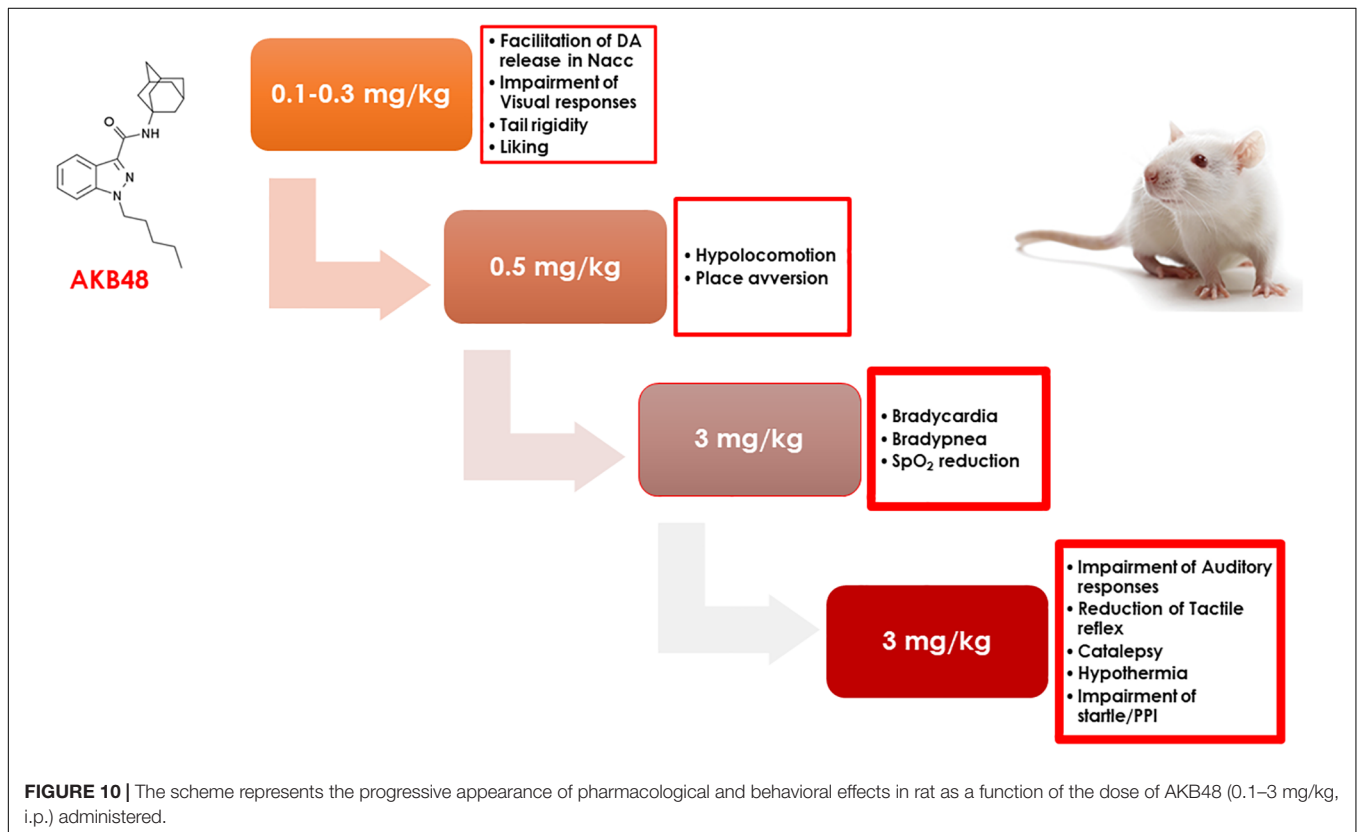 O
NH
N
N
AKB48
0.1-0.3 mg/kg
• Facilitation of DA
release in Nacc
• Impairment of
Visual responses
• Tail rigidity
• Liking
0.5 mg/kg
• Hypolocomotion
• Place avversion
3 mg/kg
• Bradycardia
• Bradypnea
• SpO₂ reduction
3 mg/kg
• Impairment of Auditory
responses
• Reduction of Tactile
reflex
• Catalepsy
• Hypothermia
• Impairment of
startle/PPI
FIGURE 10 | The scheme represents the progressive appearance of pharmacological and behavioral effects in rat as a function of the dose of AKB48 (0.1–3 mg/kg,
i.p.) administered.